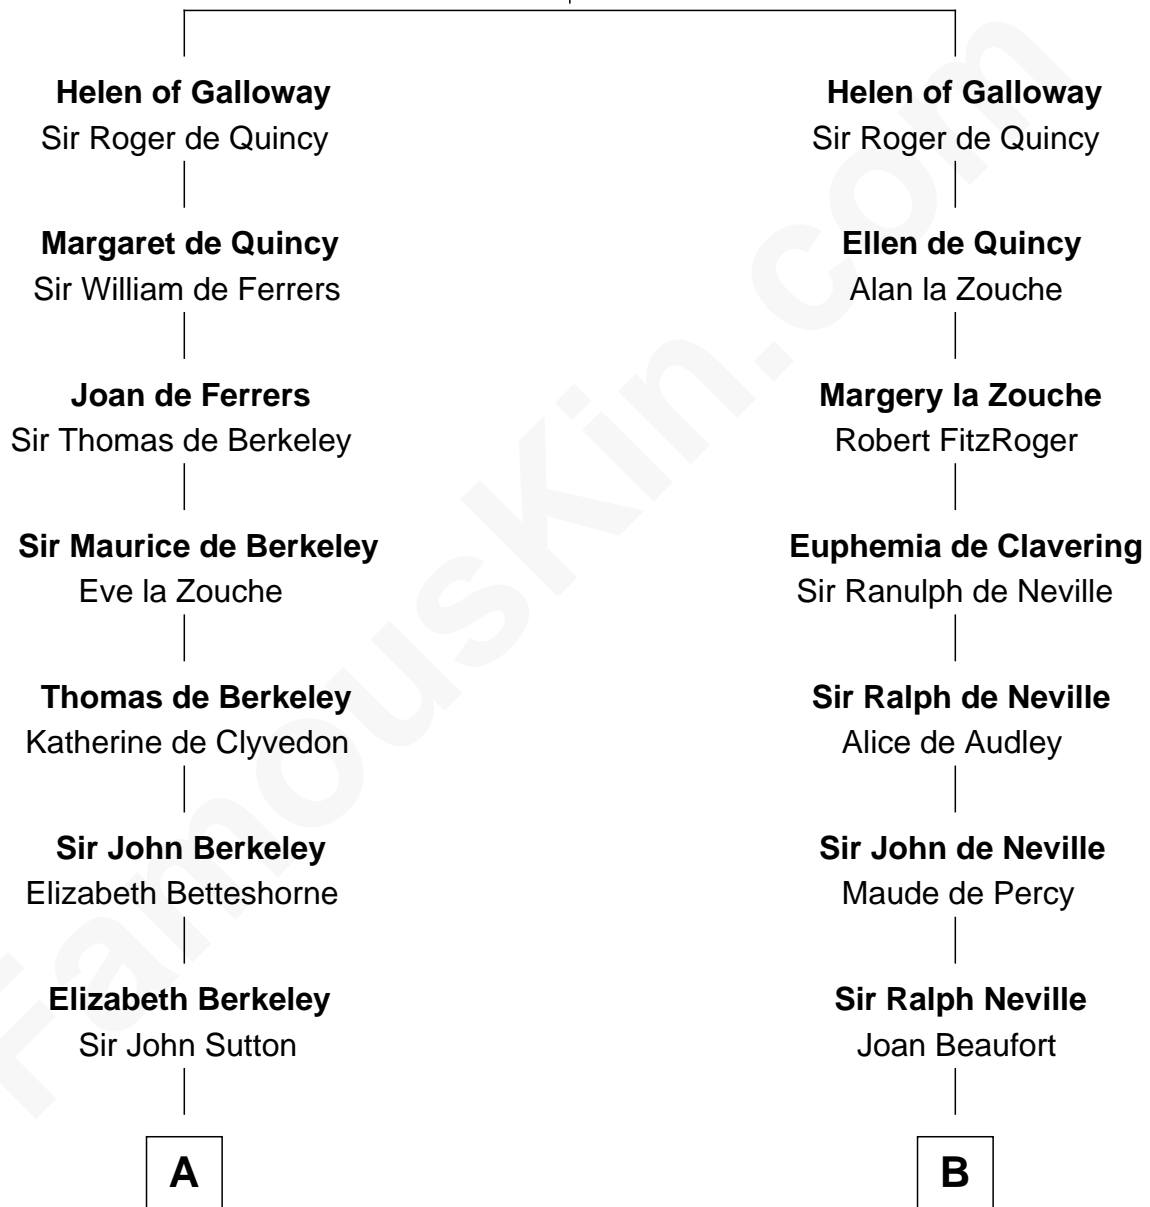 Helen of Galloway
Sir Roger de Quincy
Margaret de Quincy
Sir William de Ferrers
Joan de Ferrers
Sir Thomas de Berkeley
Sir Maurice de Berkeley
Eve la Zouche
Thomas de Berkeley
Katherine de Clyvedon
Sir John Berkeley
Elizabeth Betteshorne
Elizabeth Berkeley
Sir John Sutton
A
Helen of Galloway
Sir Roger de Quincy
Ellen de Quincy
Alan la Zouche
Margery la Zouche
Robert FitzRoger
Euphemia de Clavering
Sir Ranulph de Neville
Sir Ralph de Neville
Alice de Audley
Sir John de Neville
Maude de Percy
Sir Ralph Neville
Joan Beaufort
B
FamousKin.com